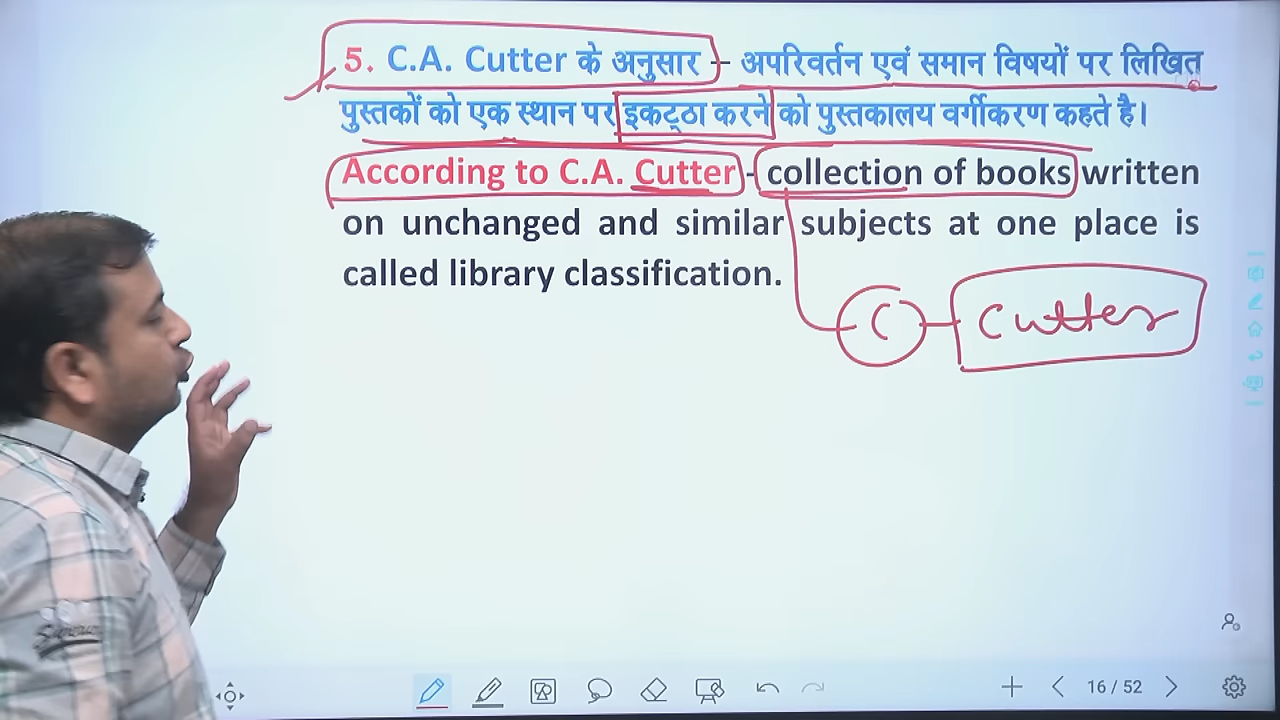 5. C.A. Cutter के अनुसार – अपरिवर्तन एवं समान विषयों पर लिखित
पुस्तकों को एक स्थान पर इकट्ठा करने को पुस्तकालय वर्गीकरण कहते है।
According to C.A. Cutter - collection of books written
on unchanged and similar subjects at one place is
called library classification.
C Cutter
16 / 52